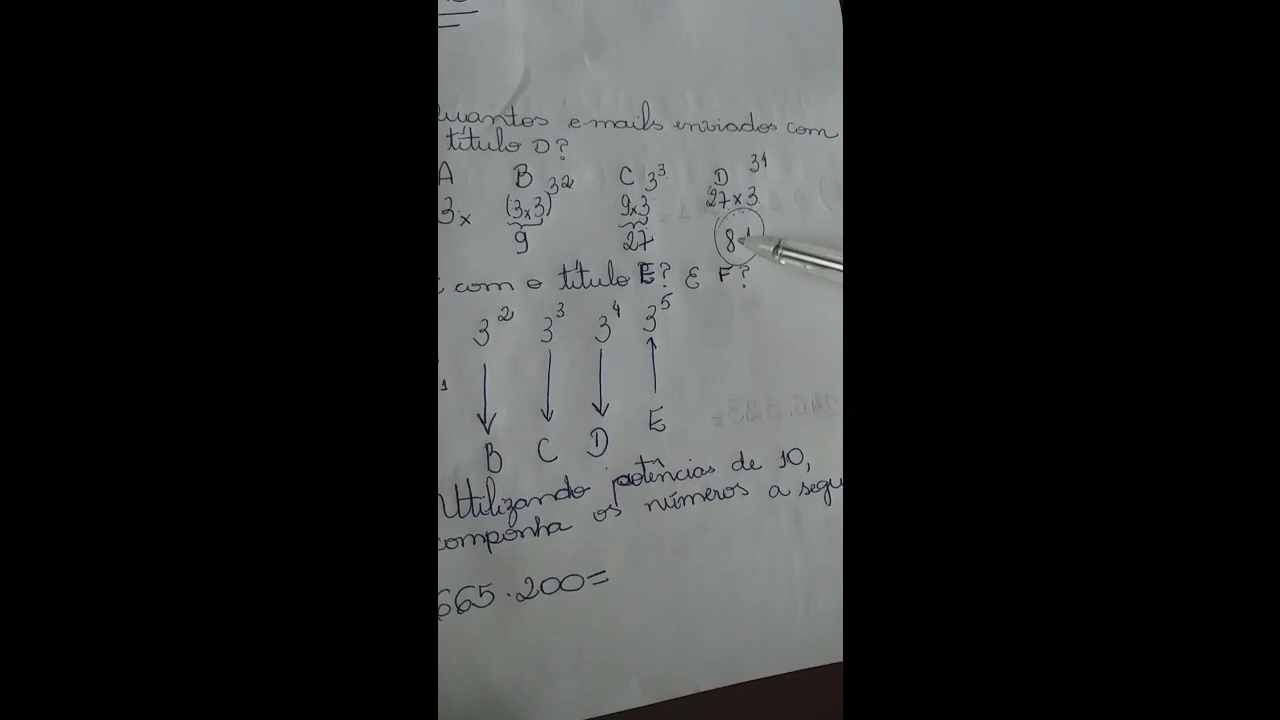 Quantos e-mails enviados com
título D?
A B 3² C 3³ D 3⁴
3x (3x3) 9x3 27x3
9 27 81
com o título E? E F?
3² 3³ 3⁴ 3⁵
B C D E
Utilizando potências de 10,
componha os números a segu
665.200=